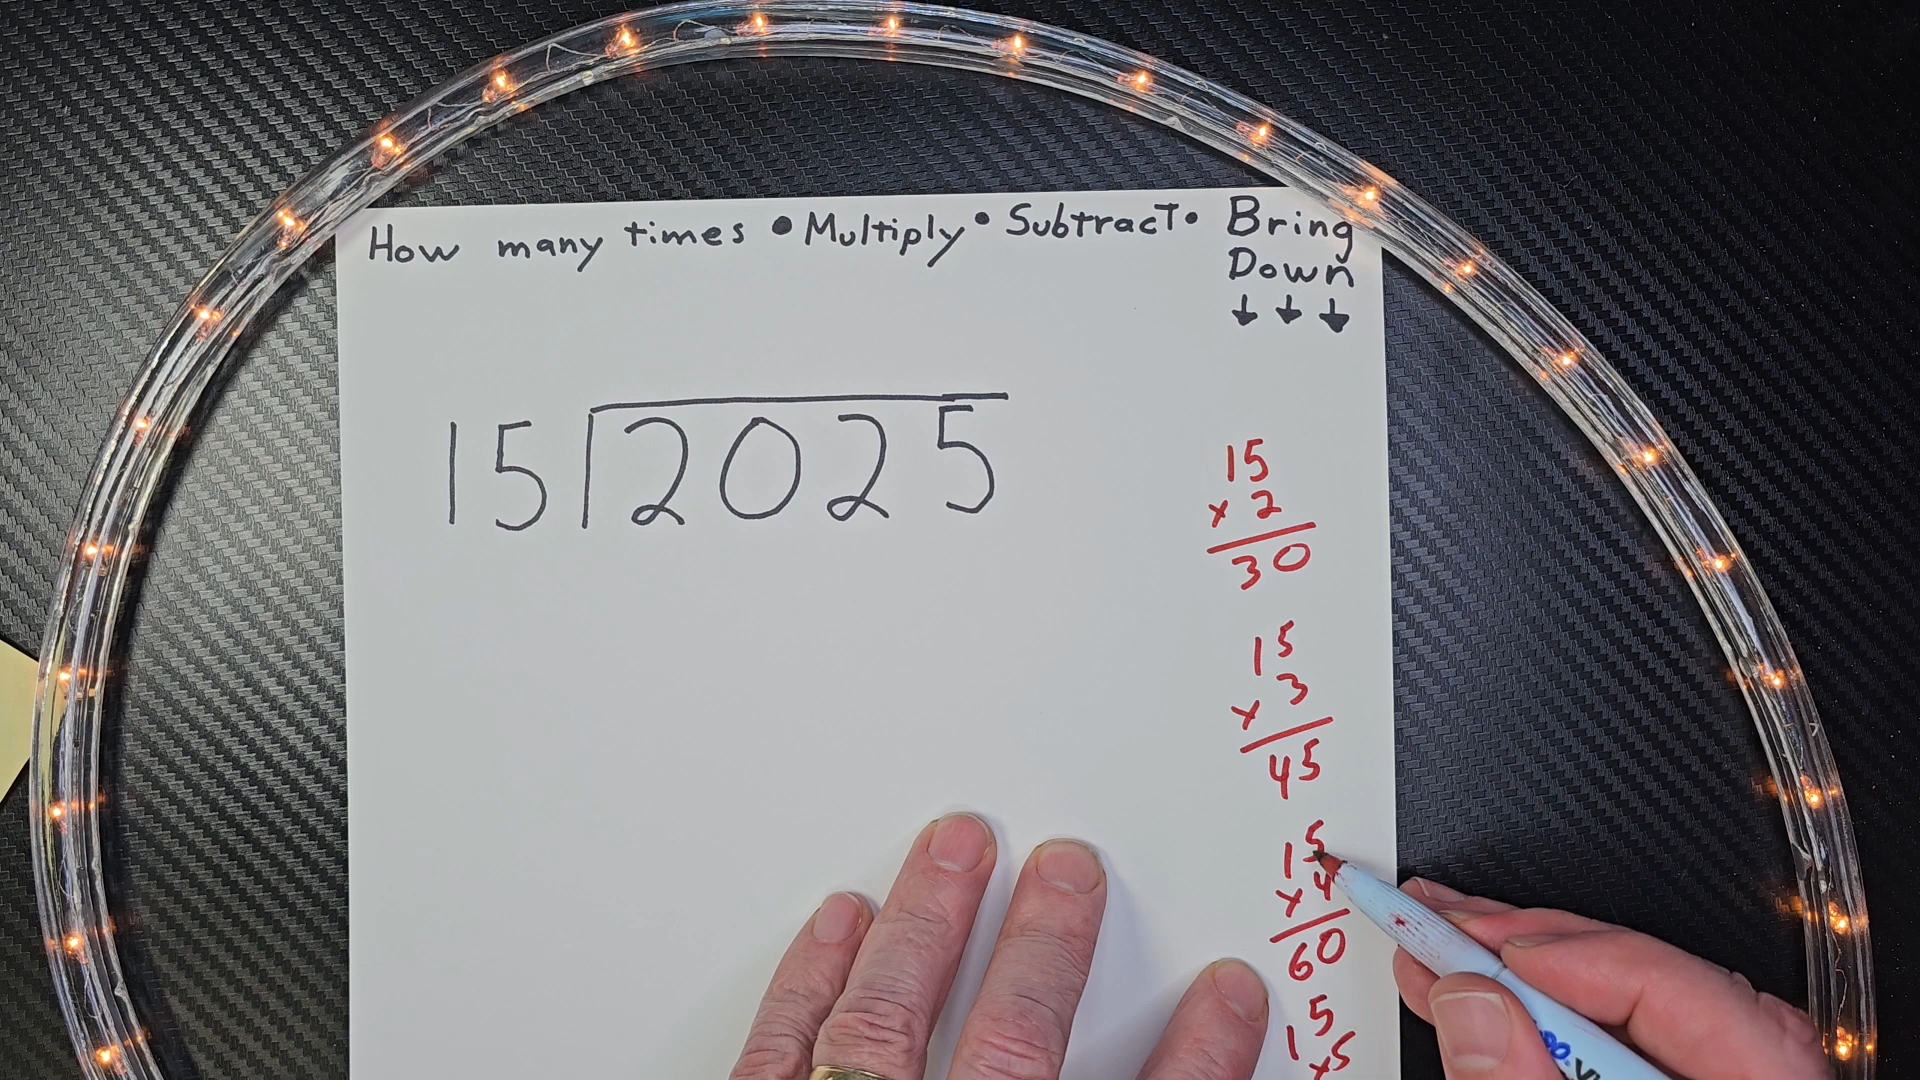 How many times • Multiply • Subtract • Bring
Down
↓ ↓ ↓
15)2025
15
x 2
30
15
x 3
45
15
x 4
60
15
x5